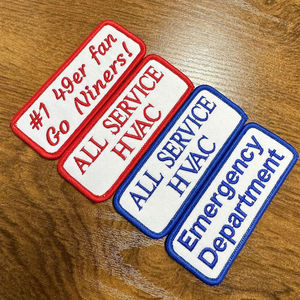 #1 49er fan
Go Niners!
ALL SERVICE
HVAC
ALL SERVICE
HVAC
Emergency
Department